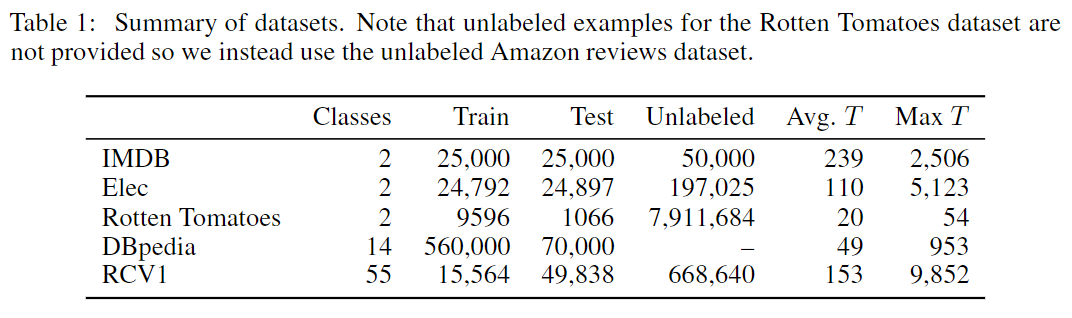 Table 1: Summary of datasets. Note that unlabeled examples for the Rotten Tomatoes dataset are
not provided so we instead use the unlabeled Amazon reviews dataset.
Classes Train Test Unlabeled Avg. T Max T
IMDB 2 25,000 25,000 50,000 239 2,506
Elec 2 24,792 24,897 197,025 110 5,123
Rotten Tomatoes 2 9596 1066 7,911,684 20 54
DBpedia 14 560,000 70,000 – 49 953
RCV1 55 15,564 49,838 668,640 153 9,852